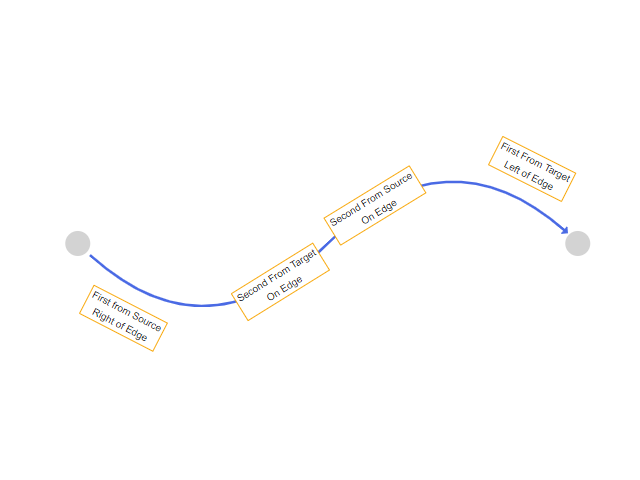 First From Target
Left of Edge
Second From Source
On Edge
Second From Target
On Edge
First from Source
Right of Edge